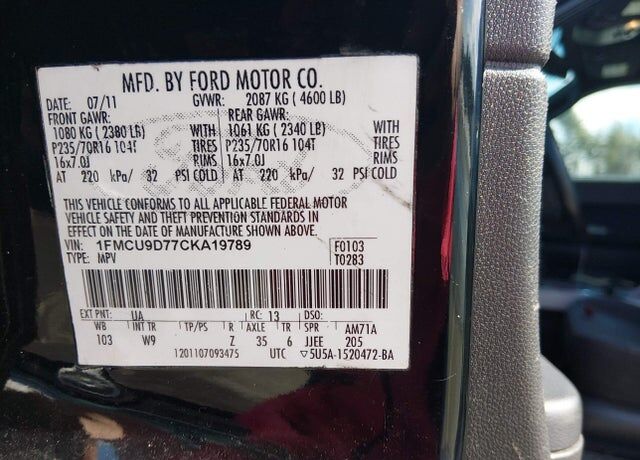 MFD. BY FORD MOTOR CO.
DATE: 07/11 GVWR: 2087 KG ( 4600 LB)
FRONT GAWR: REAR GAWR:
1080 KG ( 2380 LB) WITH 1061 KG ( 2340 LB) WITH
P235/70R16 104T TIRES P235/70R16 104T TIRES
16x7.0J RIMS 16x7.0J RIMS
AT 220 kPa/ 32 PSI COLD AT 220 kPa/ 32 PSI COLD
THIS VEHICLE CONFORMS TO ALL APPLICABLE FEDERAL MOTOR
VEHICLE SAFETY AND THEFT PREVENTION STANDARDS IN EFFECT
ON THE DATE OF MANUFACTURE SHOWN ABOVE.
VIN: 1FMCU9D77CKA19789 F0103
TYPE: MPV T0283
EXT PNT: UA RC: 13 DSO:
WB INT TR TP/PS R AXLE TR SPR AM71A
103 W9 Z 35 6 JJEE 205
1201107093475 UTC ▽5U5A-1520472-BA